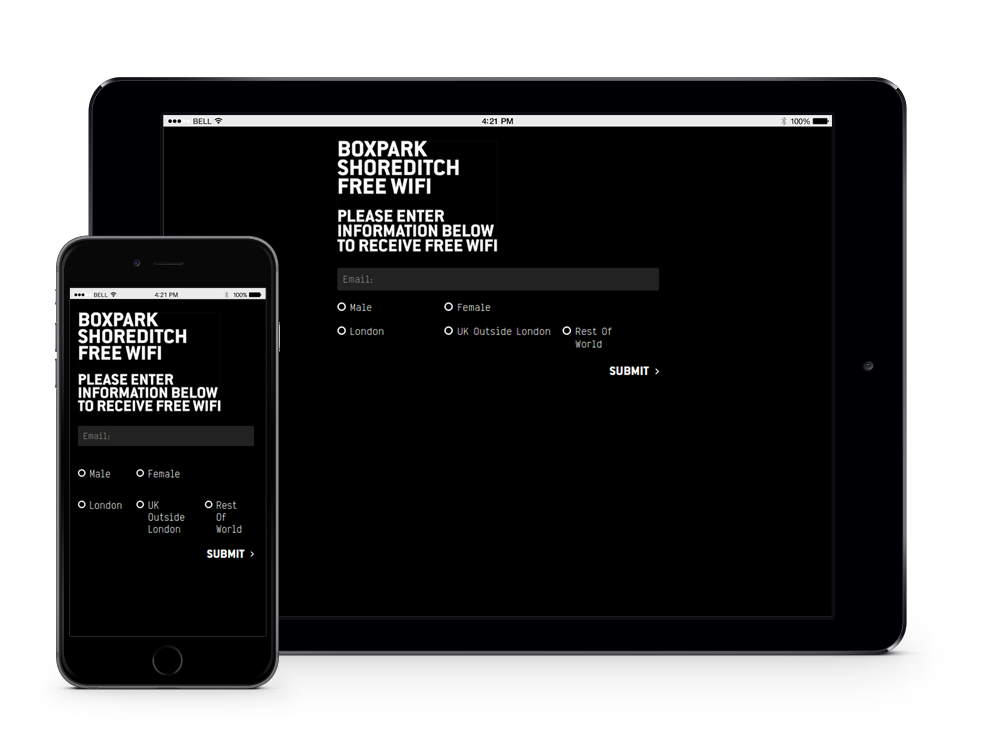 BELL 4:21 PM 100%
BOXPARK
SHOREDITCH
FREE WIFI
PLEASE ENTER
INFORMATION BELOW
TO RECEIVE FREE WIFI
Email:
Male Female
London UK Outside London Rest Of
World
SUBMIT >
BELL 4:21 PM 100%
BOXPARK
SHOREDITCH
FREE WIFI
PLEASE ENTER
INFORMATION BELOW
TO RECEIVE FREE WIFI
Email:
Male Female
London UK Rest
Outside Of
London World
SUBMIT >